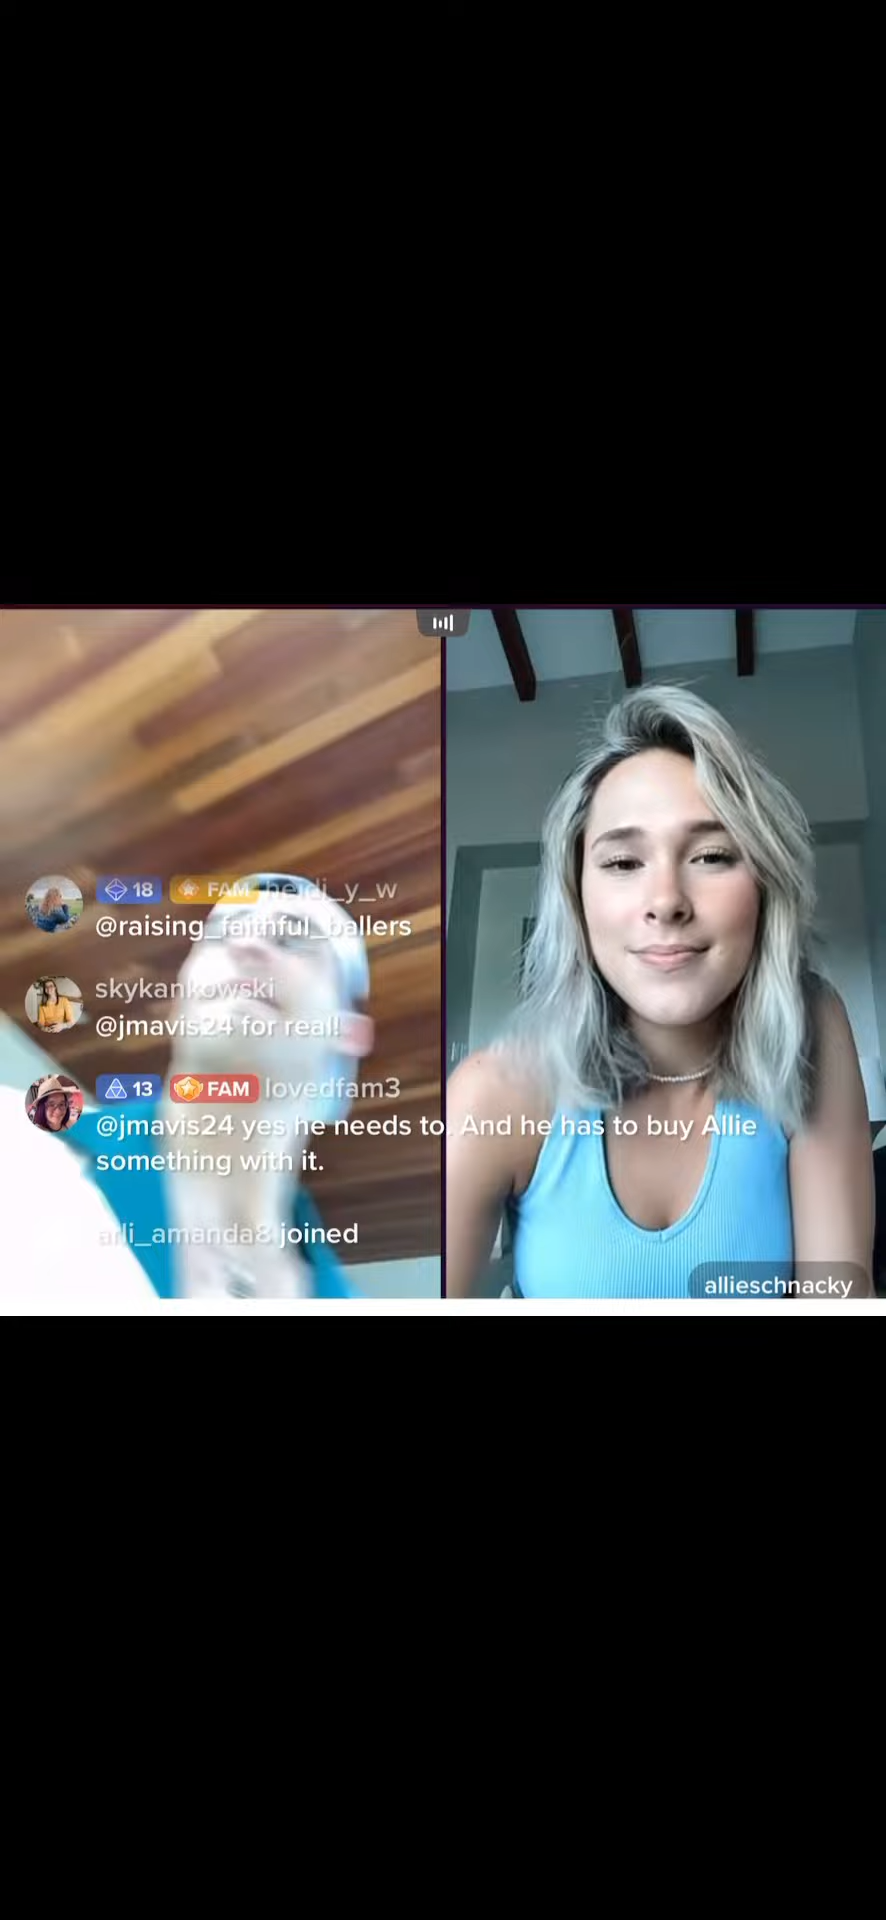 18 FAM heidi_y_w
@raising_faithful_ballers
skykankowski
@jmavis24 for real!
13 FAM lovedfam3
@jmavis24 yes he needs to. And he has to buy Allie
something with it.
arli_amanda8 joined
allieschnacky